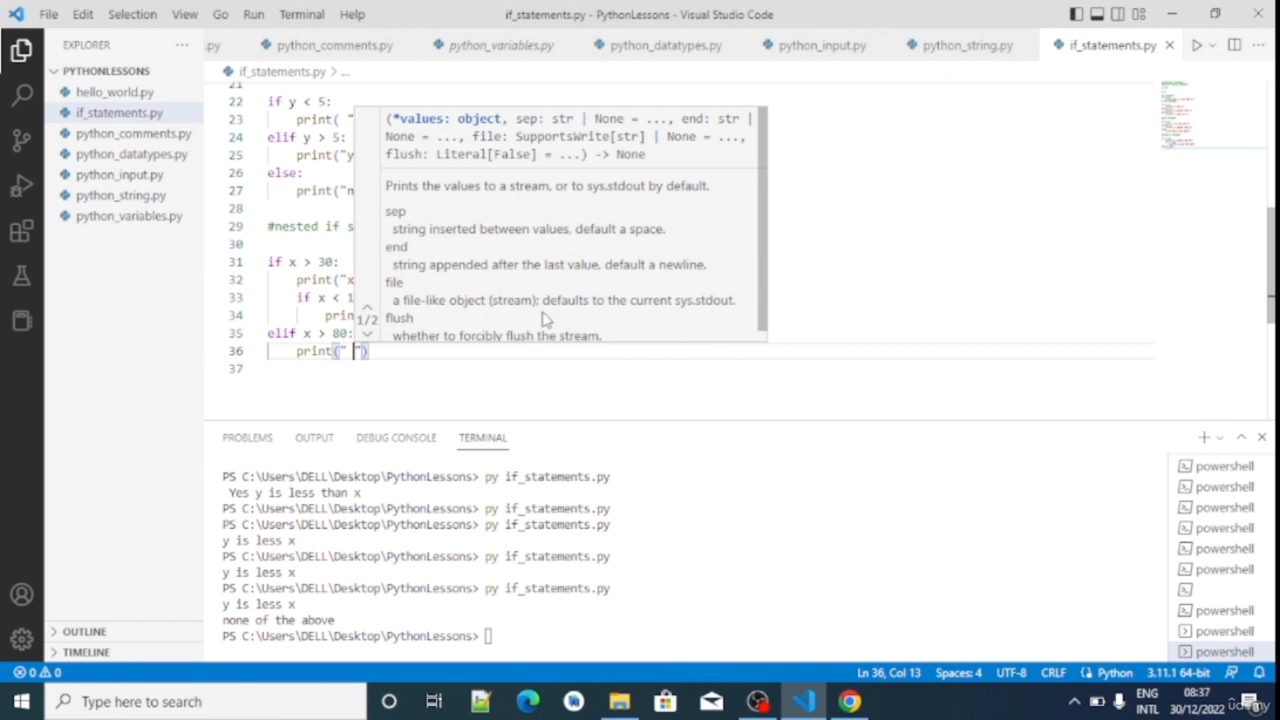 File Edit Selection View Go Run Terminal Help
if_statements.py - PythonLessons - Visual Studio Code
EXPLORER
.py python_comments.py python_variables.py python_datatypes.py python_input.py python_string.py if_statements.py
PYTHONLESSONS
hello_world.py
if_statements.py
python_comments.py
python_datatypes.py
python_input.py
python_string.py
python_variables.py
OUTLINE
TIMELINE
if_statements.py > ...
21
22 if y < 5:
23 print( "
24 elif y > 5:
25 print("y
26 else:
27 print("n
28
29 #nested if s
30
31 if x > 30:
32 print("x
33 if x < 1
34 prin
35 elif x > 80:
36 print(" ")
37
(*values: object, sep: str | None = ..., end: str |
None = ...,file: SupportsWrite[str] | None = ...,
flush: Literal[False] = ...) -> None
Prints the values to a stream, or to sys.stdout by default.
sep
string inserted between values, default a space.
end
string appended after the last value, default a newline.
file
a file-like object (stream); defaults to the current sys.stdout.
1/2
flush
whether to forcibly flush the stream.
PROBLEMS OUTPUT DEBUG CONSOLE TERMINAL
PS C:\Users\DELL\Desktop\PythonLessons> py if_statements.py
Yes y is less than x
PS C:\Users\DELL\Desktop\PythonLessons> py if_statements.py
PS C:\Users\DELL\Desktop\PythonLessons> py if_statements.py
y is less x
PS C:\Users\DELL\Desktop\PythonLessons> py if_statements.py
y is less x
PS C:\Users\DELL\Desktop\PythonLessons> py if_statements.py
y is less x
none of the above
PS C:\Users\DELL\Desktop\PythonLessons>
powershell
powershell
powershell
powershell
powershell
powershell
powershell
powershell
powershell
0 0
Ln 36, Col 13 Spaces: 4 UTF-8 CRLF Python 3.11.1 64-bit
Type here to search
ENG
INTL
08:37
30/12/2022
udemy